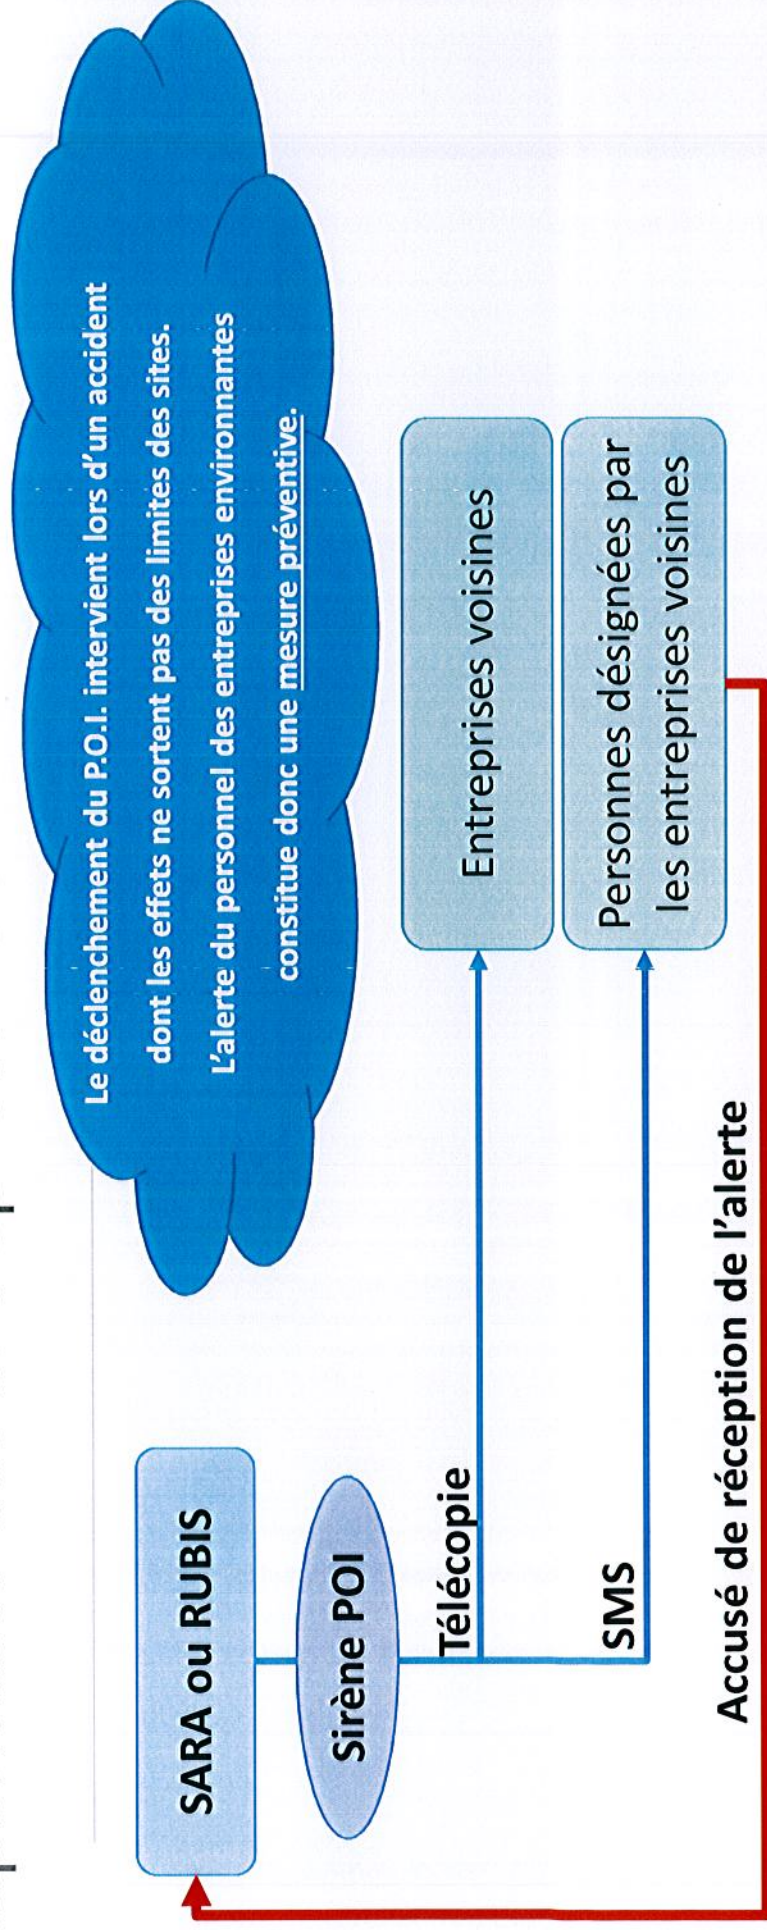 Le déclenchement du P.O.I. intervient lors d'un accident
dont les effets ne sortent pas des limites des sites.
L'alerte du personnel des entreprises environnantes
constitue donc une mesure préventive.
SARA ou RUBIS
Sirène POI
Télécopie
Entreprises voisines
SMS
Personnes désignées par
les entreprises voisines
Accusé de réception de l'alerte